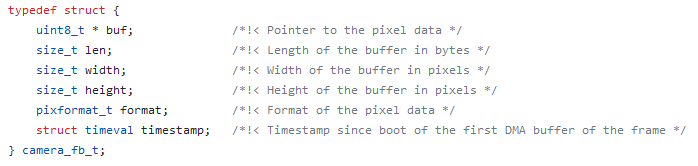 typedef struct {
    uint8_t * buf;              /*!< Pointer to the pixel data */
    size_t len;                 /*!< Length of the buffer in bytes */
    size_t width;               /*!< Width of the buffer in pixels */
    size_t height;              /*!< Height of the buffer in pixels */
    pixformat_t format;         /*!< Format of the pixel data */
    struct timeval timestamp;   /*!< Timestamp since boot of the first DMA buffer of the frame */
} camera_fb_t;